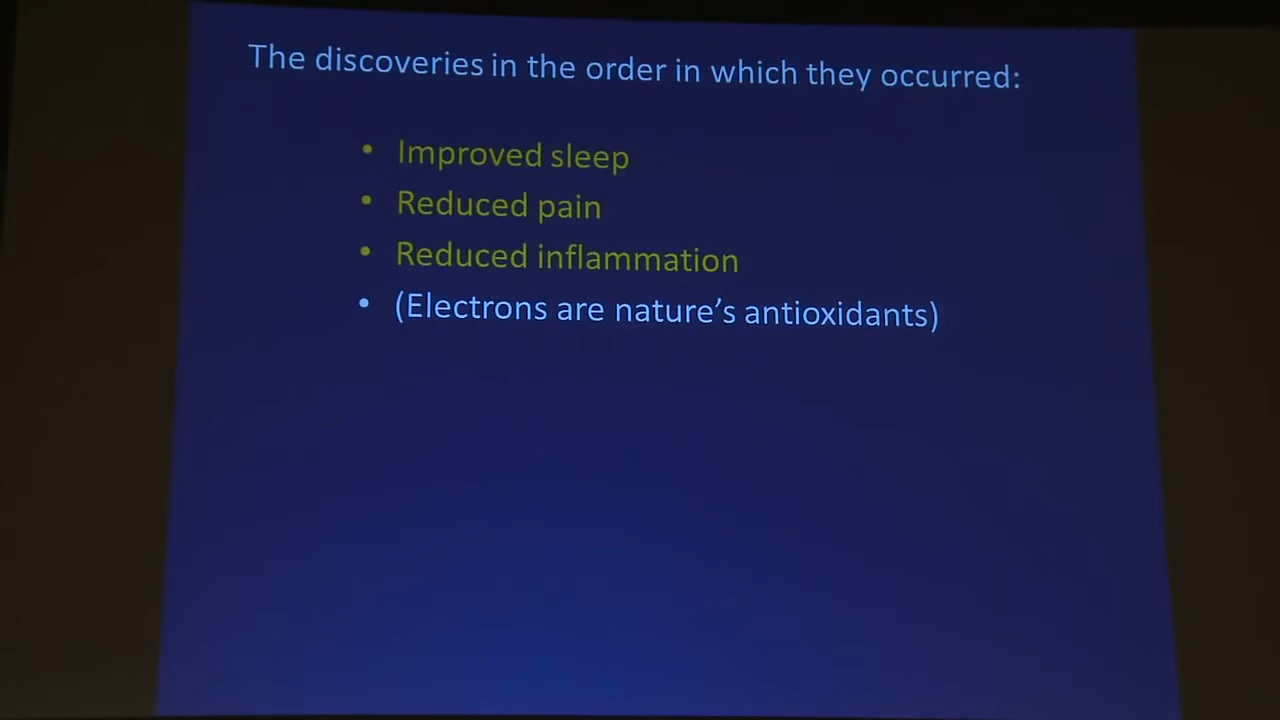 The discoveries in the order in which they occurred:
• Improved sleep
• Reduced pain
• Reduced inflammation
• (Electrons are nature's antioxidants)